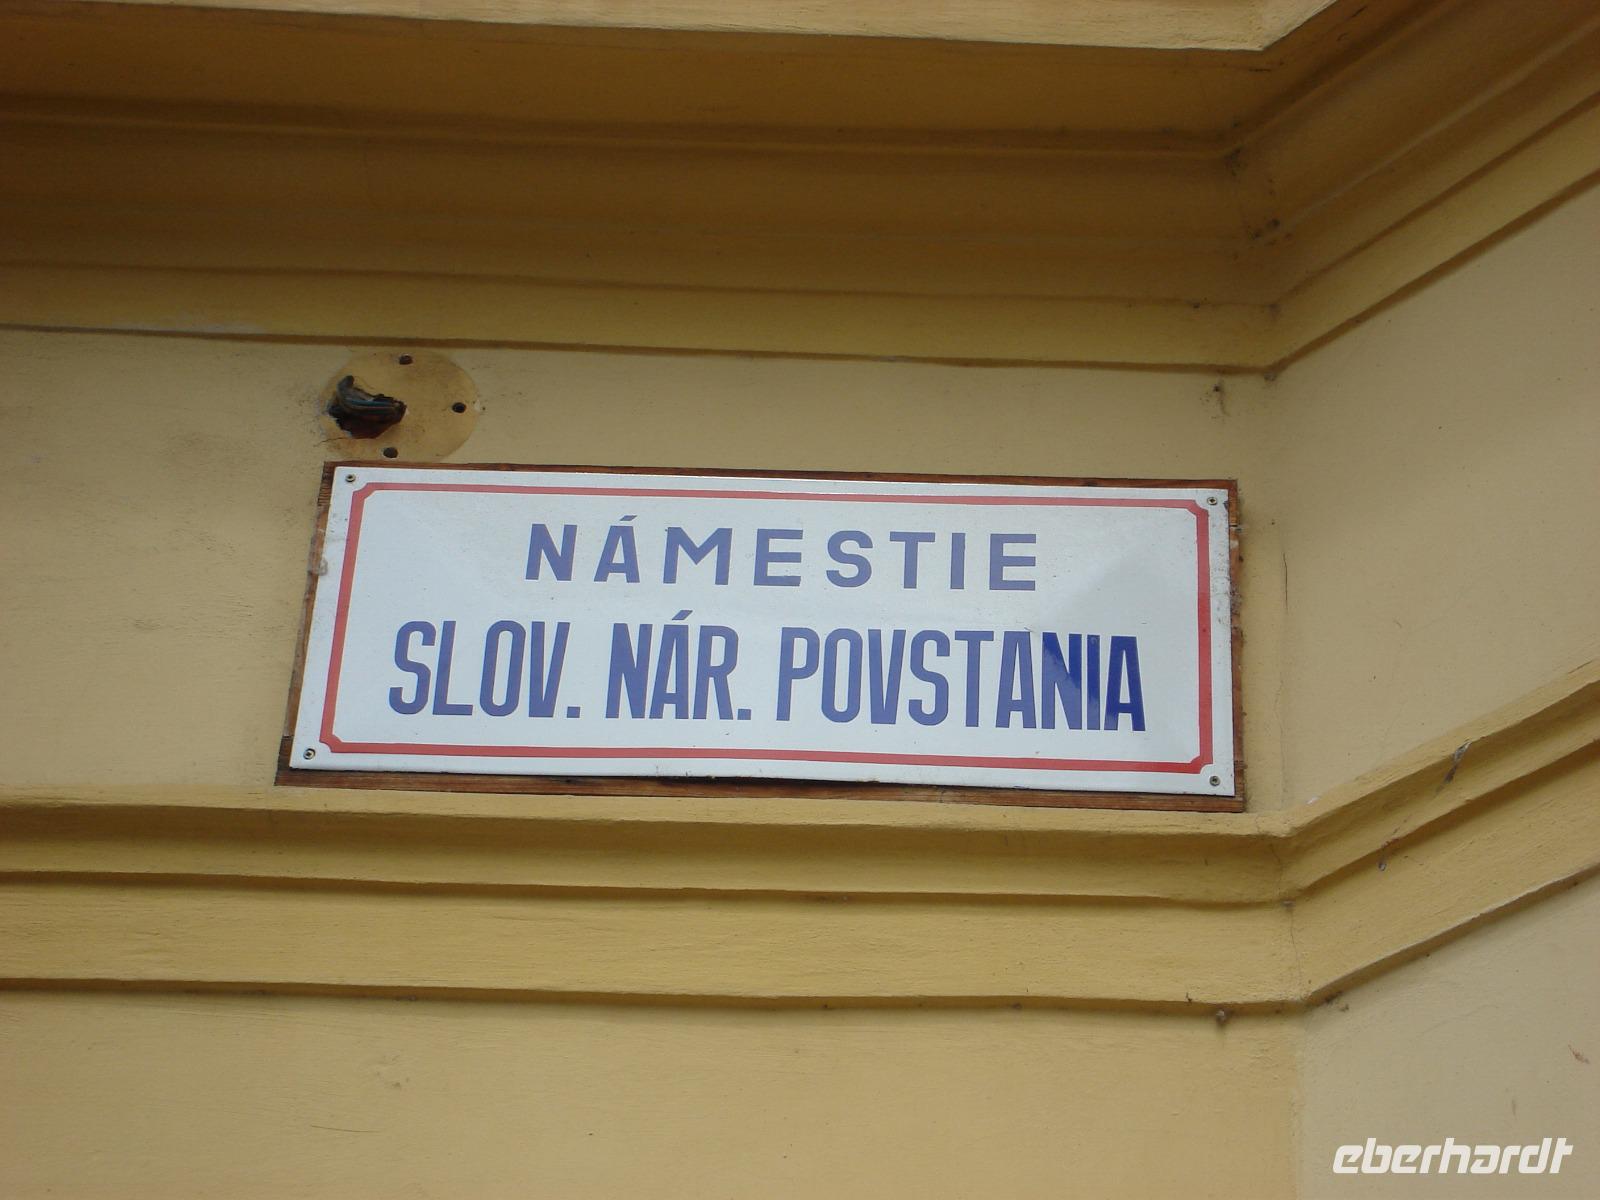 NÁMESTIE
SLOV. NÁR. POVSTANIA
eberhardt